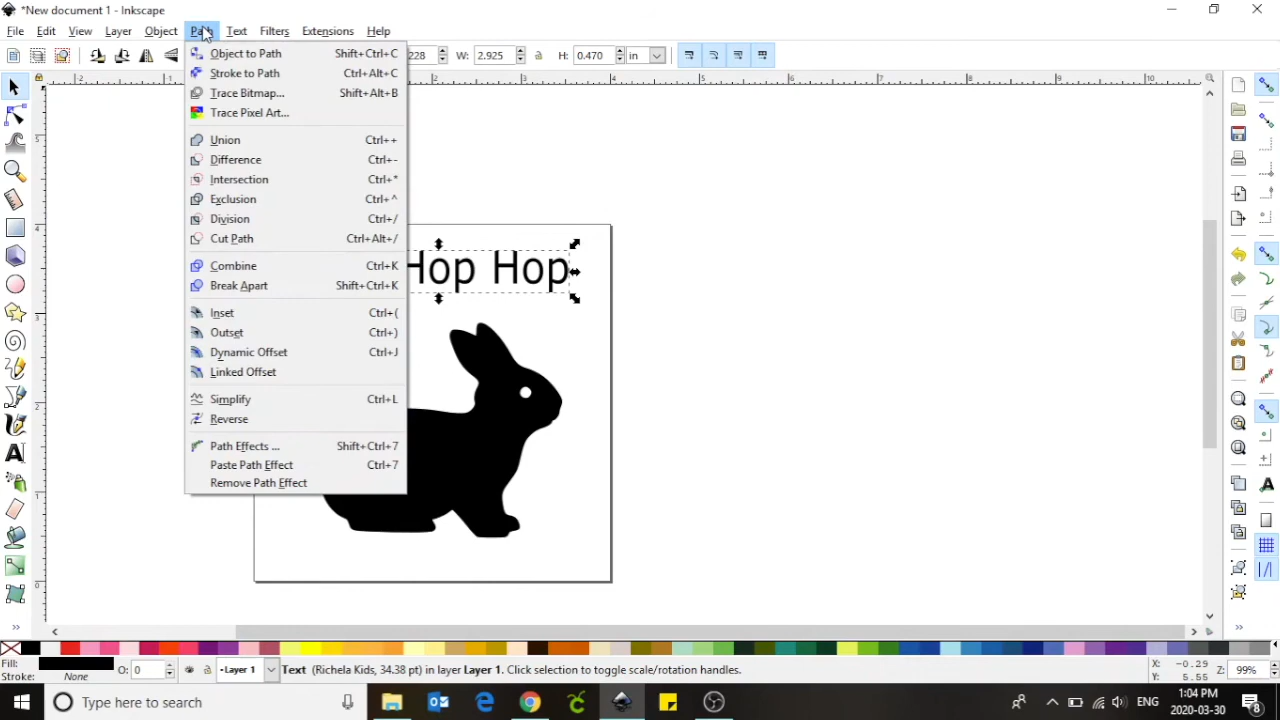 *New document 1 - Inkscape
File Edit View Layer Object Path Text Filters Extensions Help
228 W: 2.925 H: 0.470 in
Object to Path Shift+Ctrl+C
Stroke to Path Ctrl+Alt+C
Trace Bitmap... Shift+Alt+B
Trace Pixel Art...
Union Ctrl++
Difference Ctrl+-
Intersection Ctrl+*
Exclusion Ctrl+^
Division Ctrl+/
Cut Path Ctrl+Alt+/
Combine Ctrl+K
Break Apart Shift+Ctrl+K
Inset Ctrl+(
Outset Ctrl+)
Dynamic Offset Ctrl+J
Linked Offset
Simplify Ctrl+L
Reverse
Path Effects ... Shift+Ctrl+7
Paste Path Effect Ctrl+7
Remove Path Effect
Hop Hop
Fill:
Stroke: None
O: 0
Layer 1
Text (Richela Kids, 34.38 pt) in layer Layer 1. Click selection to toggle scale/rotation handles.
X: -0.29
Y: 5.55
Z: 99%
Type here to search
ENG
1:04 PM
2020-03-30
8